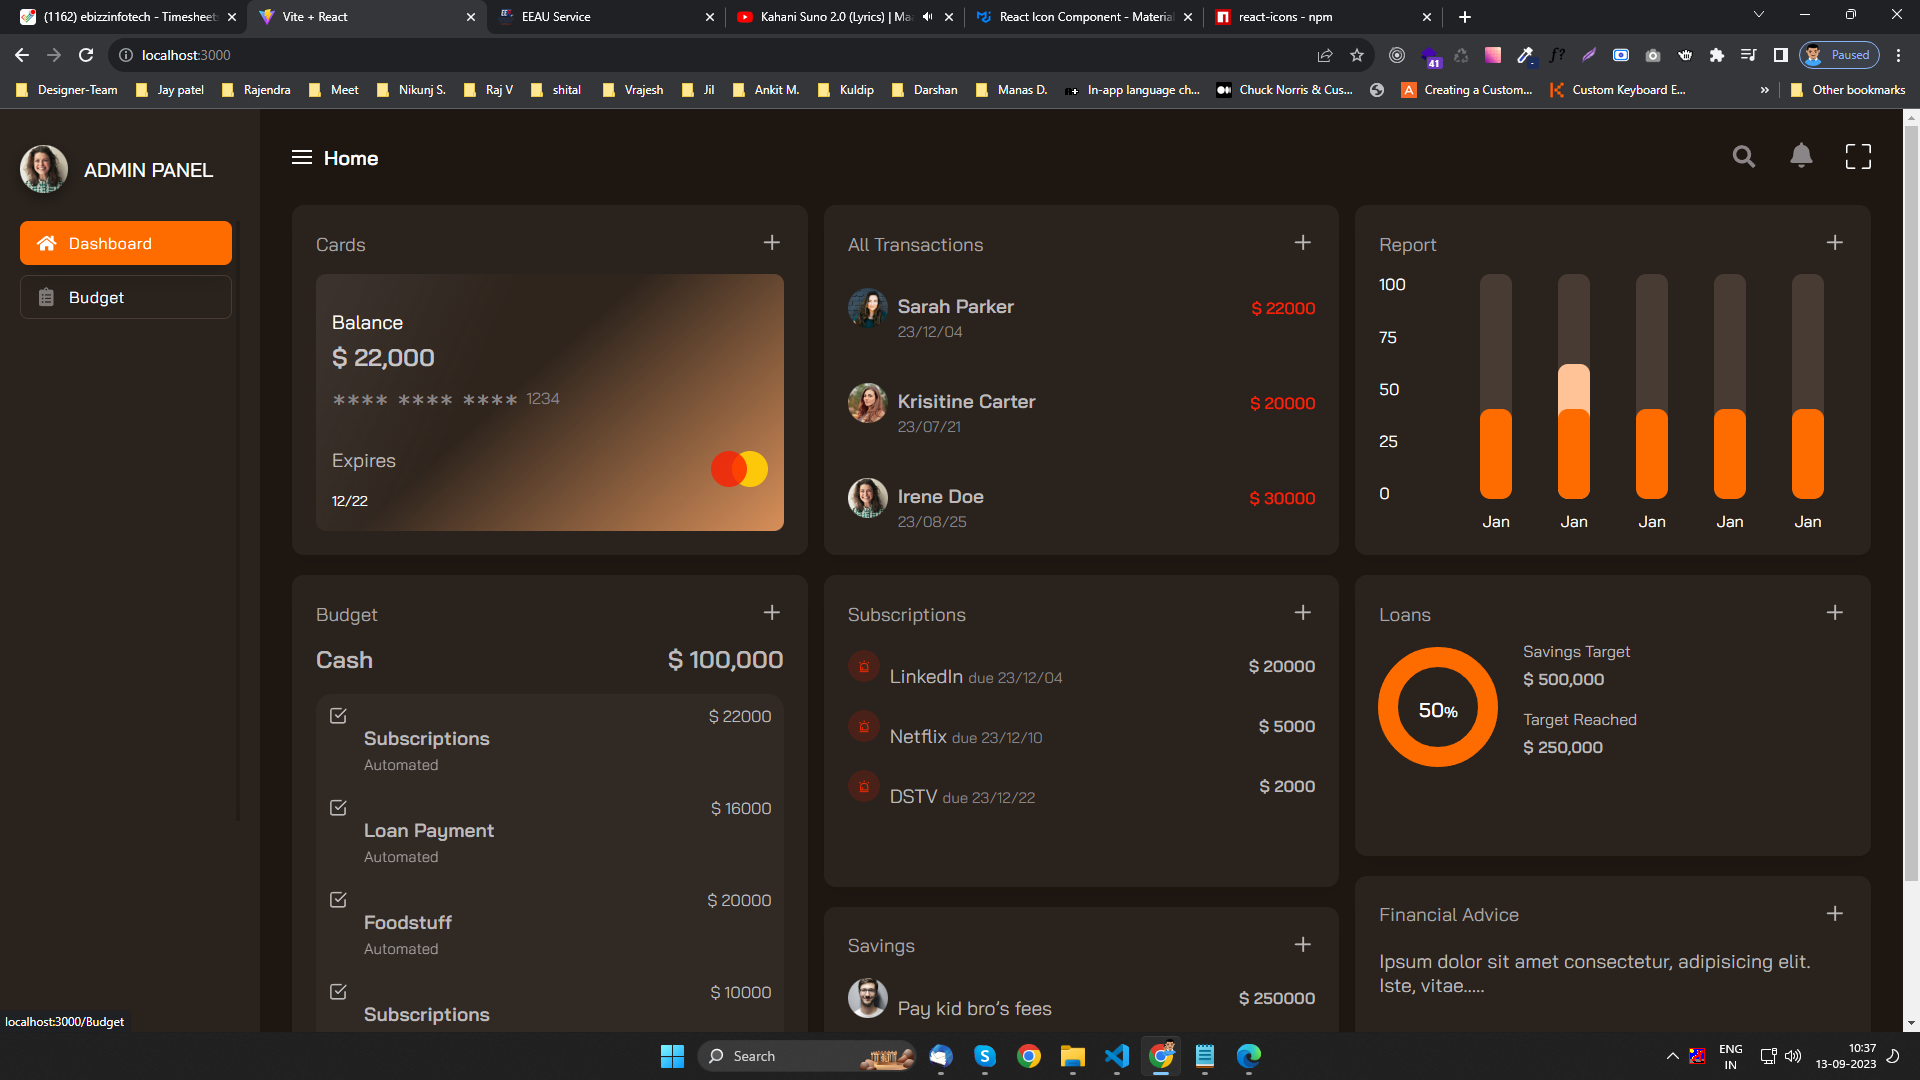 (1162) ebizzinfotech - Timesheet
Vite + React
EEAU Service
Kahani Suno 2.0 (Lyrics) | Ma
React Icon Component - Materia
react-icons - npm
localhost:3000
41
Paused
Designer-Team
Jay patel
Rajendra
Meet
Nikunj S.
Raj V
shital
Vrajesh
Jil
Ankit M.
Kuldip
Darshan
Manas D.
In-app language ch...
Chuck Norris & Cus...
Creating a Custom...
Custom Keyboard E...
»
Other bookmarks
ADMIN PANEL
Dashboard
Budget
Home
Cards
Balance
$ 22,000
**** **** **** 1234
Expires
12/22
All Transactions
Sarah Parker
$ 22000
23/12/04
Krisitine Carter
$ 20000
23/07/21
Irene Doe
$ 30000
23/08/25
Report
100
75
50
25
0
Jan Jan Jan Jan Jan
Budget
Cash
$ 100,000
$ 22000
Subscriptions
Automated
$ 16000
Loan Payment
Automated
$ 20000
Foodstuff
Automated
$ 10000
Subscriptions
Subscriptions
LinkedIn due 23/12/04
$ 20000
Netflix due 23/12/10
$ 5000
DSTV due 23/12/22
$ 2000
Savings
Pay kid bro's fees
$ 250000
Loans
50%
Savings Target
$ 500,000
Target Reached
$ 250,000
Financial Advice
Ipsum dolor sit amet consectetur, adipisicing elit.
Iste, vitae.....
localhost:3000/Budget
Search
ENG
IN
10:37
13-09-2023